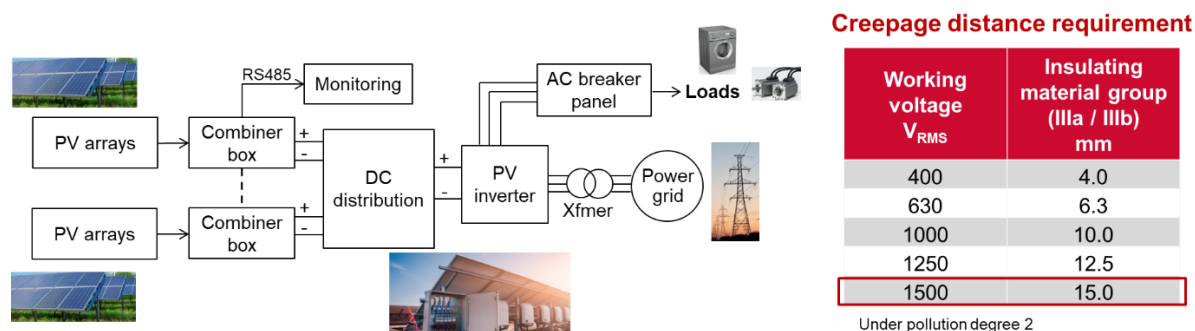 Creepage distance requirement
RS485
Monitoring
AC breaker
panel
Loads
PV arrays
Combiner
box
+
-
DC
distribution
+
-
PV
inverter
Xfmer
Power
grid
PV arrays
Combiner
box
+
-
Working
voltage
VRMS
Insulating
material group
(IIIa / IIIb)
mm
400 4.0
630 6.3
1000 10.0
1250 12.5
1500 15.0
Under pollution degree 2